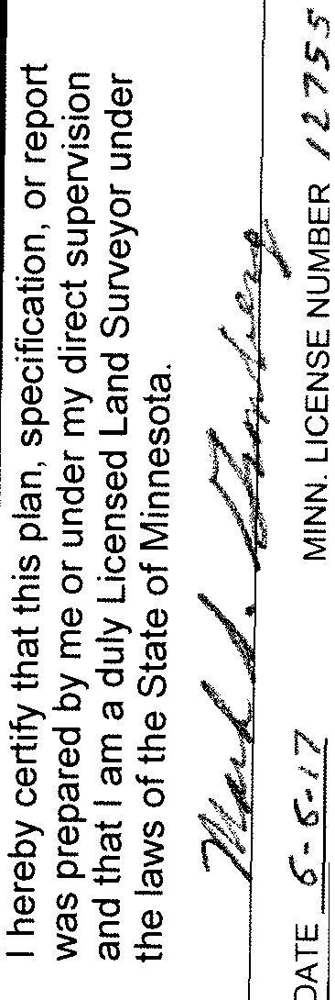 I hereby certify that this plan, specification, or report
was prepared by me or under my direct supervision
and that I am a duly Licensed Land Surveyor under
the laws of the State of Minnesota.
Mark S.
DATE 6-6-17 MINN. LICENSE NUMBER 12755